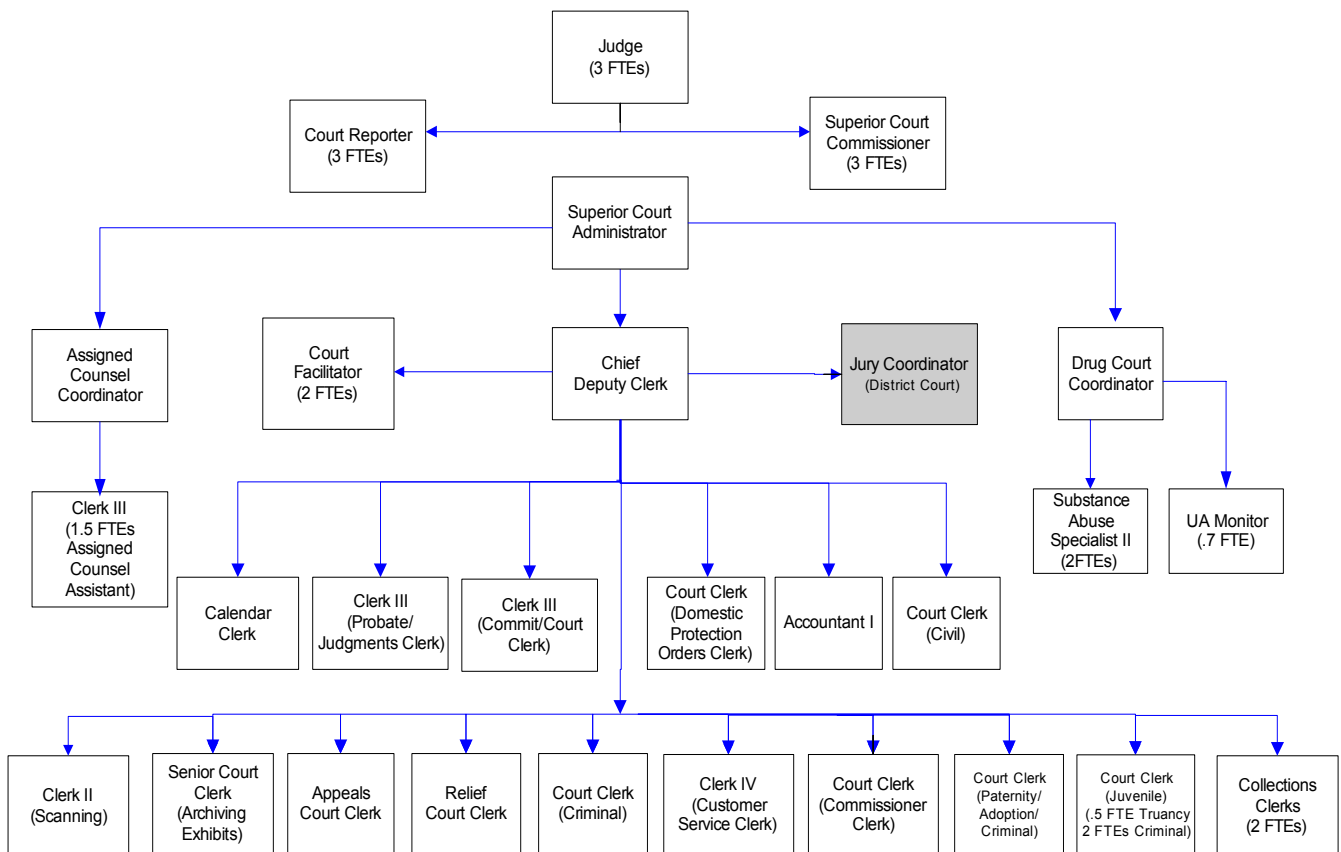 Judge
(3 FTEs)
Court Reporter
(3 FTEs)
Superior Court
Commissioner
(3 FTEs)
Superior Court
Administrator
Assigned
Counsel
Coordinator
Court
Facilitator
(2 FTEs)
Chief
Deputy Clerk
Jury Coordinator
(District Court)
Drug Court
Coordinator
Clerk III
(1.5 FTEs
Assigned
Counsel
Assistant)
Substance
Abuse
Specialist II
(2FTEs)
UA Monitor
(.7 FTE)
Calendar
Clerk
Clerk III
(Probate/
Judgments Clerk)
Clerk III
(Commit/Court
Clerk)
Court Clerk
(Domestic
Protection
Orders Clerk)
Accountant I
Court Clerk
(Civil)
Clerk II
(Scanning)
Senior Court
Clerk
(Archiving
Exhibits)
Appeals
Court Clerk
Relief
Court Clerk
Court Clerk
(Criminal)
Clerk IV
(Customer
Service Clerk)
Court Clerk
(Commissioner
Clerk)
Court Clerk
(Paternity/
Adoption/
Criminal)
Court Clerk
(Juvenile)
(.5 FTE Truancy
2 FTEs Criminal)
Collections
Clerks
(2 FTEs)